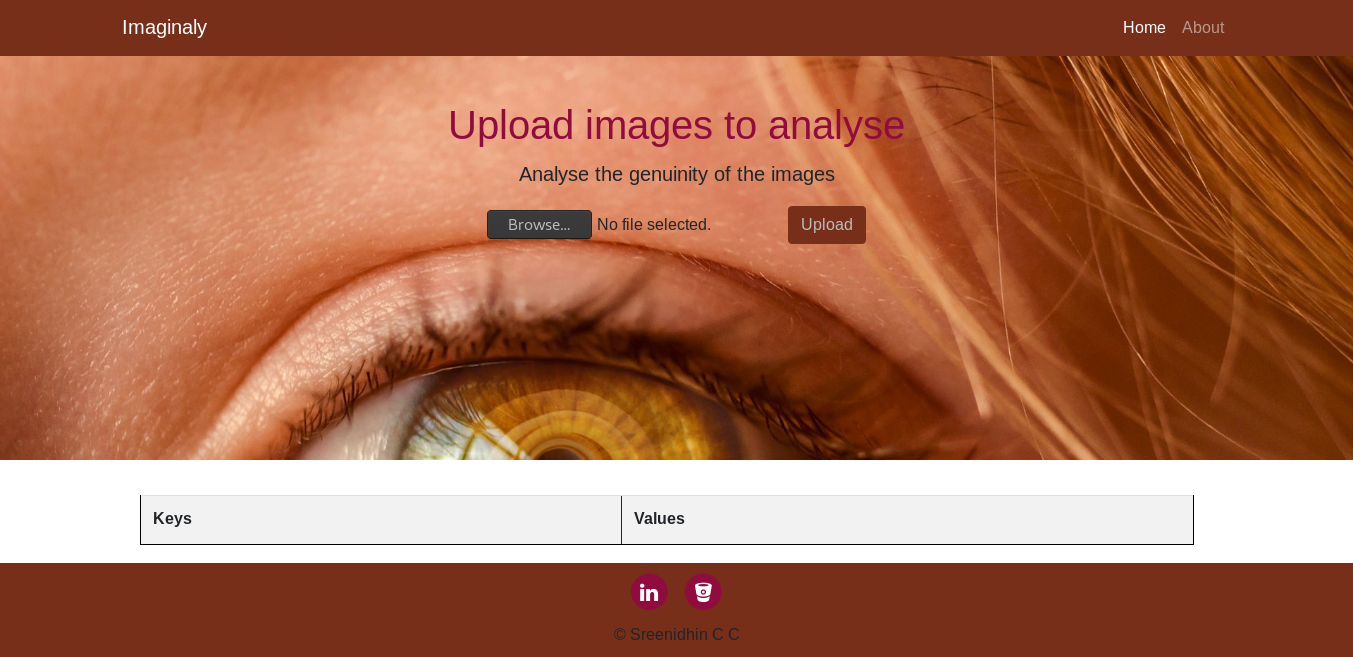 Imaginaly Home About
Upload images to analyse
Analyse the genuinity of the images
Browse... No file selected. Upload
Keys Values
in
© Sreenidhin C C